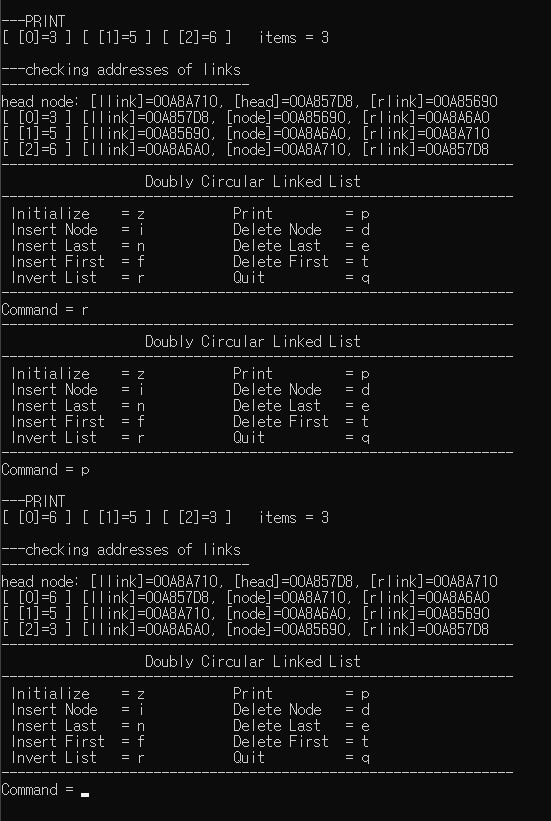 ---PRINT
[ [0]=3 ] [ [1]=5 ] [ [2]=6 ]   items = 3
---checking addresses of links
-------------------------------
head node: [llink]=00A8A710, [head]=00A857D8, [rlink]=00A85690
[ [0]=3 ] [llink]=00A857D8, [node]=00A85690, [rlink]=00A8A6A0
[ [1]=5 ] [llink]=00A85690, [node]=00A8A6A0, [rlink]=00A8A710
[ [2]=6 ] [llink]=00A8A6A0, [node]=00A8A710, [rlink]=00A857D8
----------------------------------------------------------------
Doubly Circular Linked List
----------------------------------------------------------------
Initialize    = z          Print         = p
Insert Node   = i          Delete Node   = d
Insert Last   = n          Delete Last   = e
Insert First  = f          Delete First  = t
Invert List   = r          Quit          = q
----------------------------------------------------------------
Command = r
----------------------------------------------------------------
Doubly Circular Linked List
----------------------------------------------------------------
Initialize    = z          Print         = p
Insert Node   = i          Delete Node   = d
Insert Last   = n          Delete Last   = e
Insert First  = f          Delete First  = t
Invert List   = r          Quit          = q
----------------------------------------------------------------
Command = p
---PRINT
[ [0]=6 ] [ [1]=5 ] [ [2]=3 ]   items = 3
---checking addresses of links
-------------------------------
head node: [llink]=00A8A710, [head]=00A857D8, [rlink]=00A8A710
[ [0]=6 ] [llink]=00A857D8, [node]=00A8A710, [rlink]=00A8A6A0
[ [1]=5 ] [llink]=00A8A710, [node]=00A8A6A0, [rlink]=00A85690
[ [2]=3 ] [llink]=00A8A6A0, [node]=00A85690, [rlink]=00A857D8
----------------------------------------------------------------
Doubly Circular Linked List
----------------------------------------------------------------
Initialize    = z          Print         = p
Insert Node   = i          Delete Node   = d
Insert Last   = n          Delete Last   = e
Insert First  = f          Delete First  = t
Invert List   = r          Quit          = q
----------------------------------------------------------------
Command = _